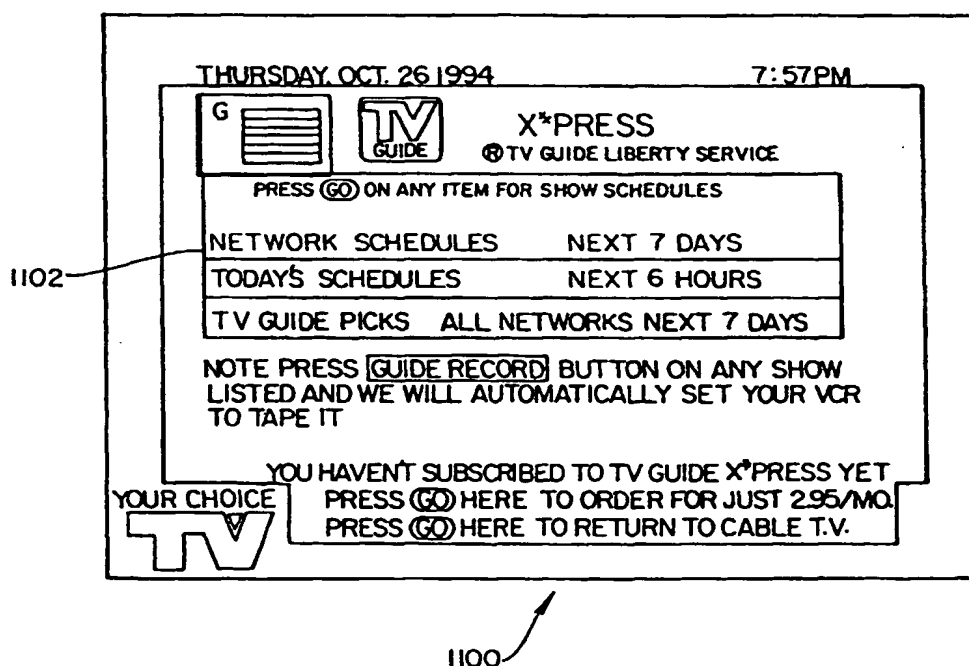 THURSDAY, OCT. 26 1994 7:57PM
G
TV
GUIDE
X*PRESS
® TV GUIDE LIBERTY SERVICE
PRESS GO ON ANY ITEM FOR SHOW SCHEDULES
NETWORK SCHEDULES NEXT 7 DAYS
1102
TODAY'S SCHEDULES NEXT 6 HOURS
TV GUIDE PICKS ALL NETWORKS NEXT 7 DAYS
NOTE PRESS GUIDE RECORD BUTTON ON ANY SHOW
LISTED AND WE WILL AUTOMATICALLY SET YOUR VCR
TO TAPE IT
YOU HAVEN'T SUBSCRIBED TO TV GUIDE X*PRESS YET
YOUR CHOICE
TV
PRESS GO HERE TO ORDER FOR JUST 2.95/MO.
PRESS GO HERE TO RETURN TO CABLE T.V.
1100